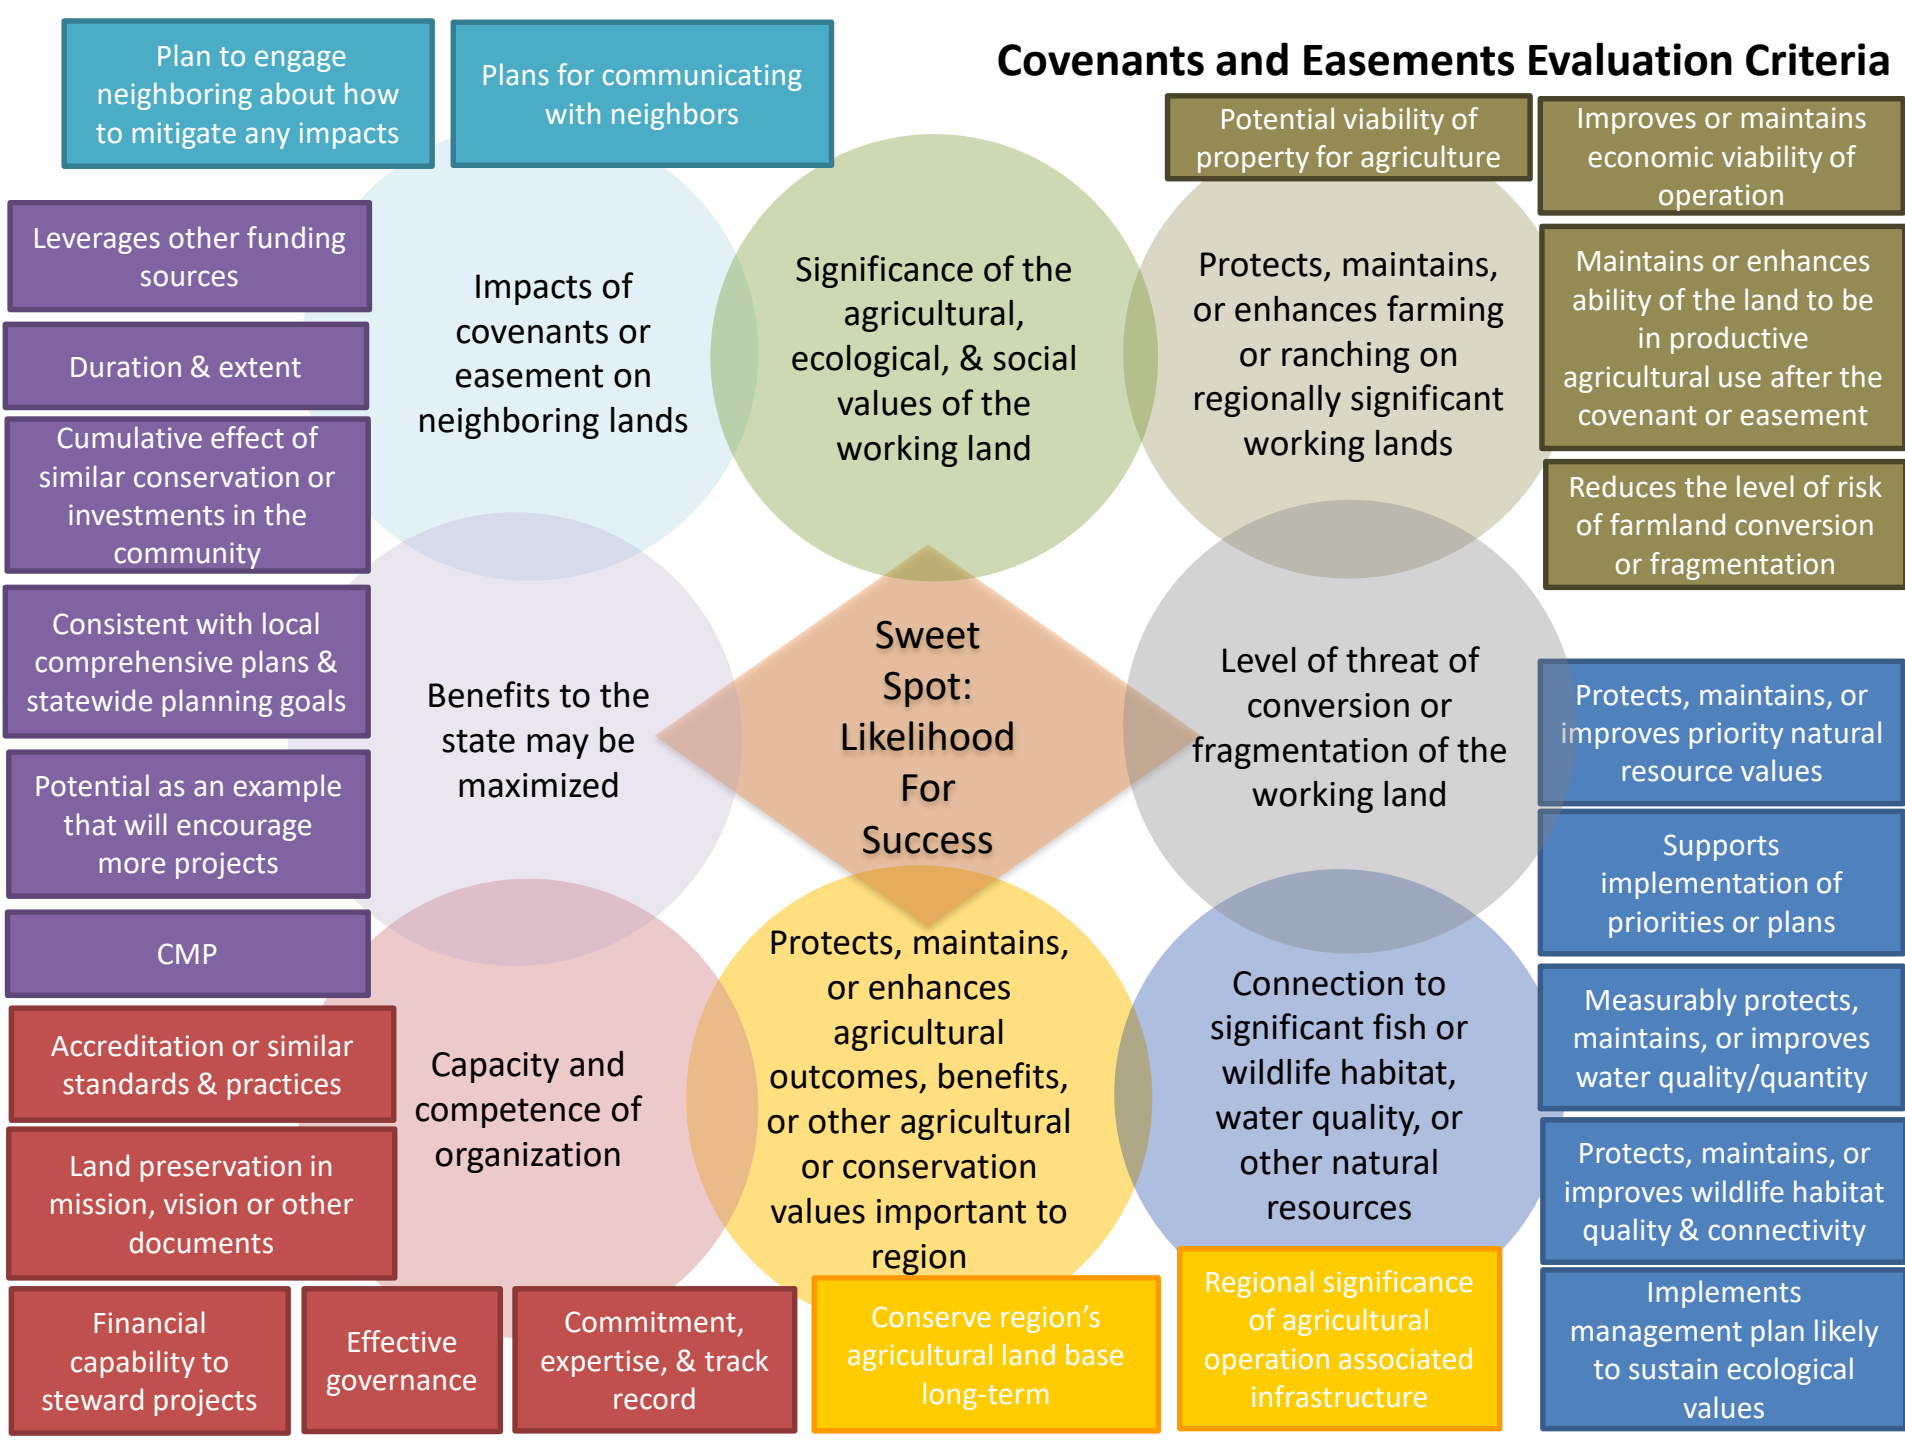 Covenants and Easements Evaluation Criteria
Plan to engage
neighboring about how
to mitigate any impacts
Plans for communicating
with neighbors
Potential viability of
property for agriculture
Improves or maintains
economic viability of
operation
Leverages other funding
sources
Duration & extent
Cumulative effect of
similar conservation or
investments in the
community
Consistent with local
comprehensive plans &
statewide planning goals
Potential as an example
that will encourage
more projects
CMP
Impacts of
covenants or
easement on
neighboring lands
Significance of the
agricultural,
ecological, & social
values of the
working land
Protects, maintains,
or enhances farming
or ranching on
regionally significant
working lands
Maintains or enhances
ability of the land to be
in productive
agricultural use after the
covenant or easement
Reduces the level of risk
of farmland conversion
or fragmentation
Benefits to the
state may be
maximized
Sweet
Spot:
Likelihood
For
Success
Level of threat of
conversion or
fragmentation of the
working land
Protects, maintains, or
improves priority natural
resource values
Supports
implementation of
priorities or plans
Measurably protects,
maintains, or improves
water quality/quantity
Protects, maintains, or
improves wildlife habitat
quality & connectivity
Implements
management plan likely
to sustain ecological
values
Accreditation or similar
standards & practices
Land preservation in
mission, vision or other
documents
Capacity and
competence of
organization
Protects, maintains,
or enhances
agricultural
outcomes, benefits,
or other agricultural
or conservation
values important to
region
Connection to
significant fish or
wildlife habitat,
water quality, or
other natural
resources
Financial
capability to
steward projects
Effective
governance
Commitment,
expertise, & track
record
Conserve region’s
agricultural land base
long-term
Regional significance
of agricultural
operation associated
infrastructure